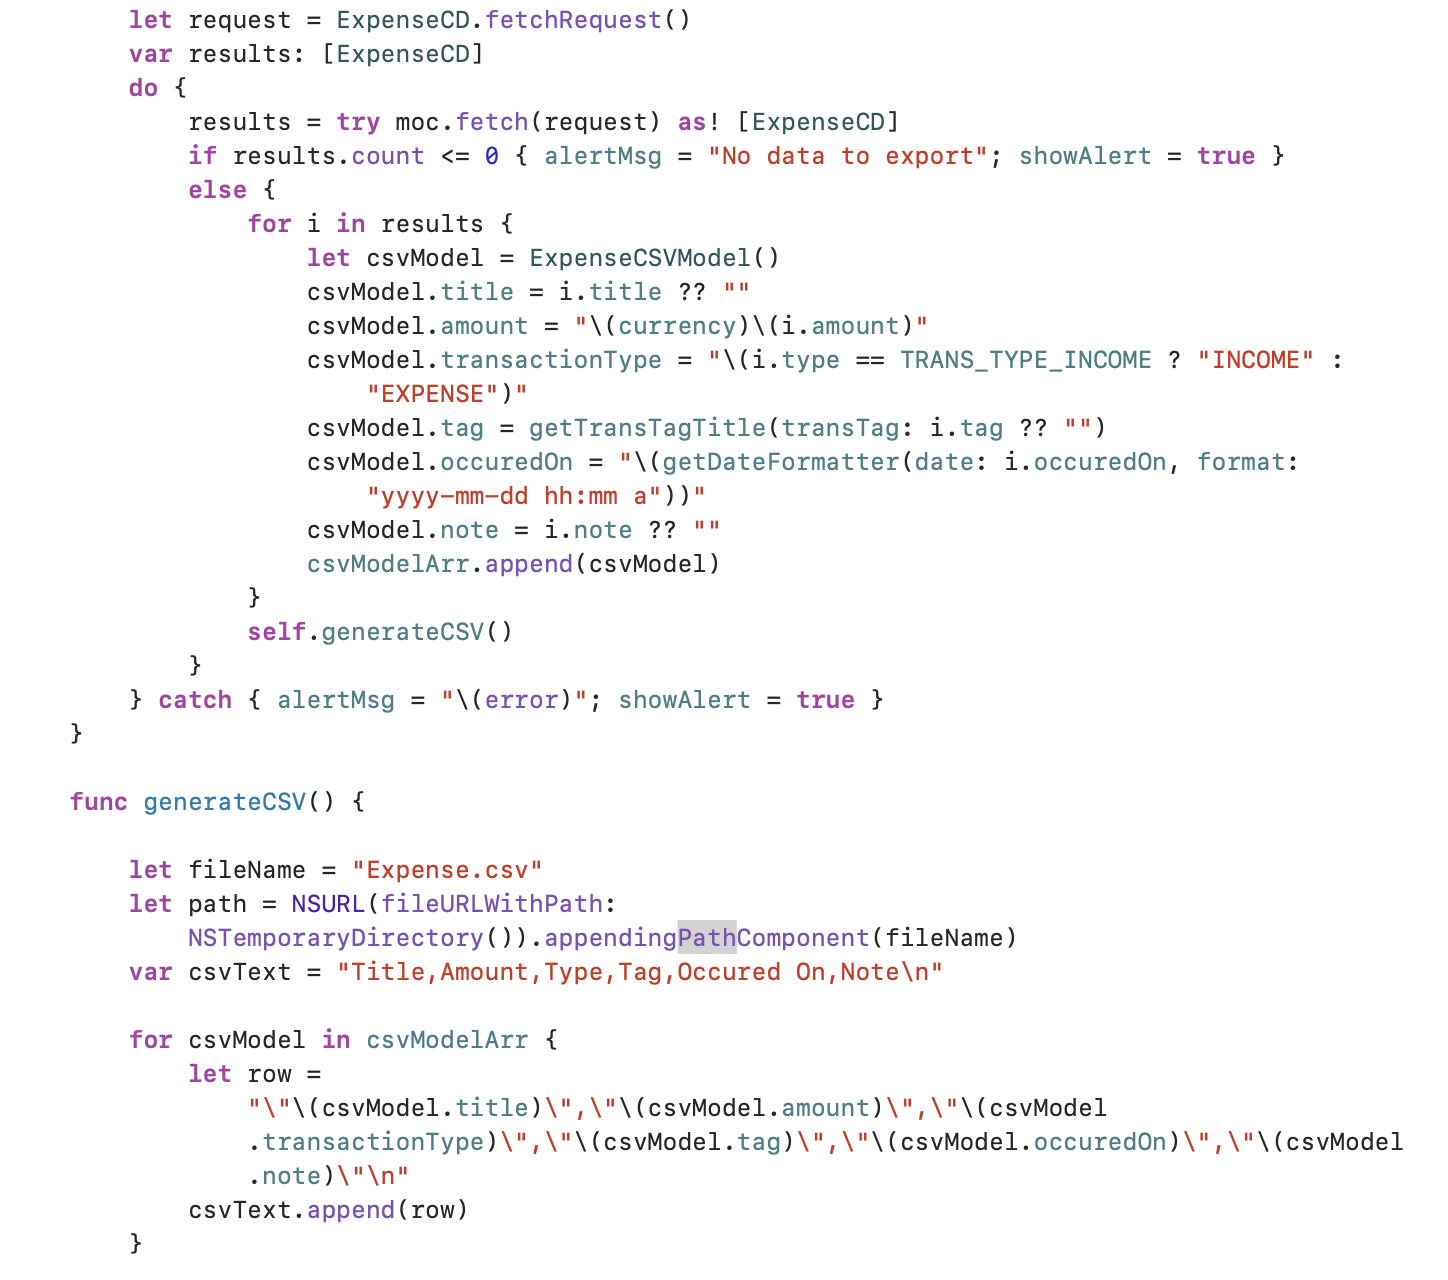 let request = ExpenseCD.fetchRequest()
var results: [ExpenseCD]
do {
results = try moc.fetch(request) as! [ExpenseCD]
if results.count <= 0 { alertMsg = "No data to export"; showAlert = true }
else {
for i in results {
let csvModel = ExpenseCSVModel()
csvModel.title = i.title ?? ""
csvModel.amount = "\(currency)\(i.amount)"
csvModel.transactionType = "\(i.type == TRANS_TYPE_INCOME ? "INCOME" :
"EXPENSE")"
csvModel.tag = getTransTagTitle(transTag: i.tag ?? "")
csvModel.occuredOn = "\(getDateFormatter(date: i.occuredOn, format:
"yyyy-mm-dd hh:mm a"))"
csvModel.note = i.note ?? ""
csvModelArr.append(csvModel)
}
self.generateCSV()
}
} catch { alertMsg = "\(error)"; showAlert = true }
}
func generateCSV() {
let fileName = "Expense.csv"
let path = NSURL(fileURLWithPath:
NSTemporaryDirectory()).appendingPathComponent(fileName)
var csvText = "Title,Amount,Type,Tag,Occured On,Note\n"
for csvModel in csvModelArr {
let row =
"\"\(csvModel.title)\",\"\(csvModel.amount)\",\"\(csvModel
.transactionType)\",\"\(csvModel.tag)\",\"\(csvModel.occuredOn)\",\"\(csvModel
.note)\"\n"
csvText.append(row)
}